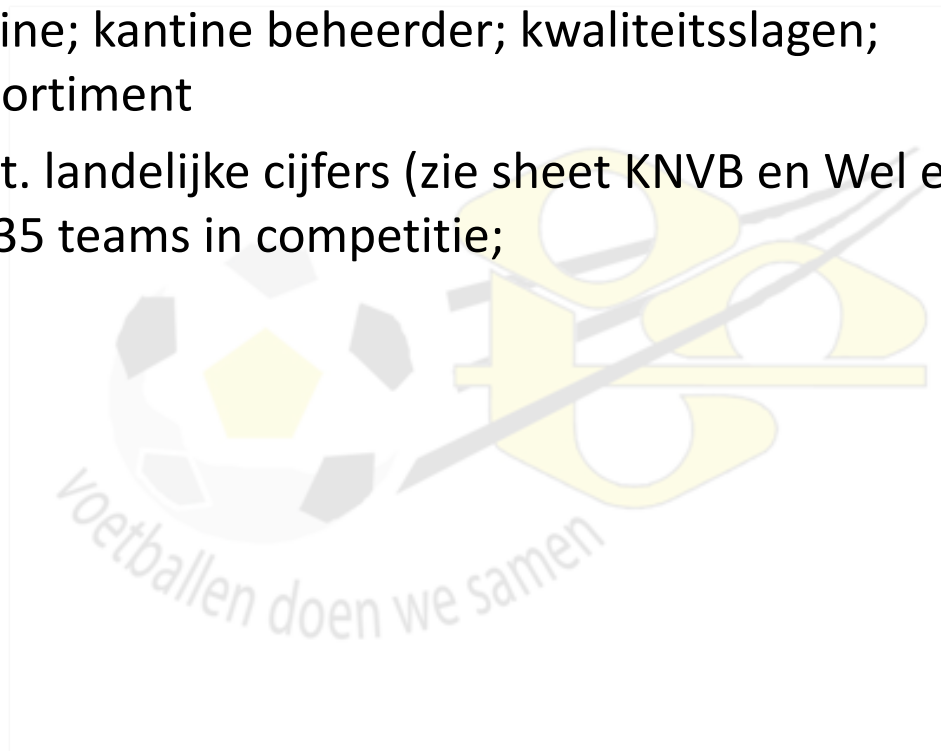 ine; kantine beheerder; kwaliteitsslagen;
ortiment
t. landelijke cijfers (zie sheet KNVB en Wel e
35 teams in competitie;
voetballen doen we samen